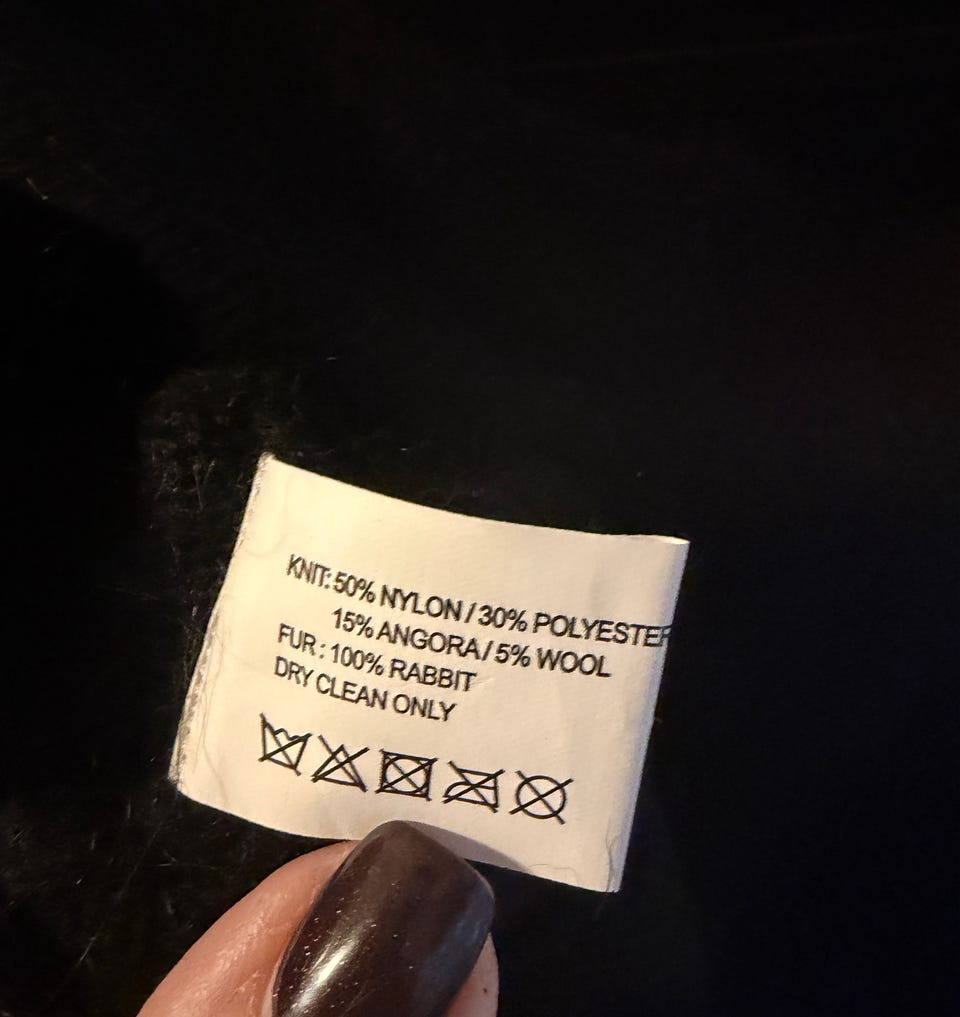 KNIT: 50% NYLON / 30% POLYESTER
15% ANGORA / 5% WOOL
FUR : 100% RABBIT
DRY CLEAN ONLY